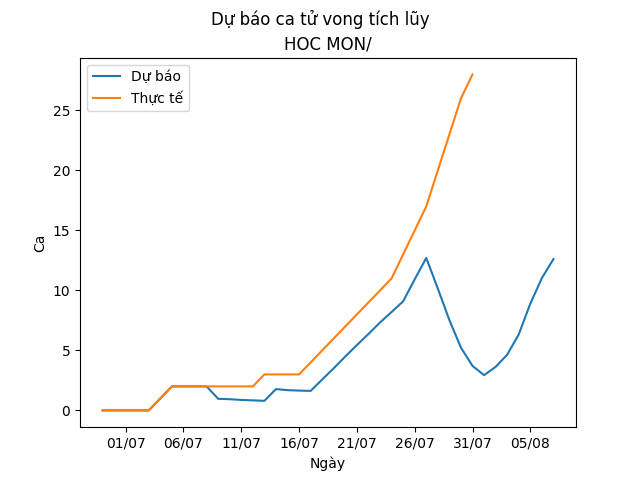 Dự báo ca tử vong tích lũy
HOC MON/
Dự báo
Thực tế
25
20
15
10
5
0
Ca
01/07 06/07 11/07 16/07 21/07 26/07 31/07 05/08
Ngày